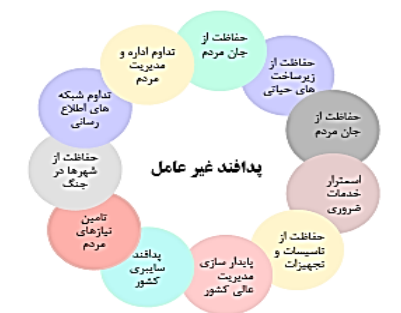 حفاظت از
جان مردم
حفاظت از
زیرساخت
های حیاتی
حفاظت از
جان مردم
استمرار
خدمات
ضروری
حفاظت از
تاسیسات و
تجهیزات
پایدار سازی
مدیریت
عالی کشور
پدافند
سایبری
کشور
تامین
نیازهای
مردم
حفاظت از
شهرها در
جنگ
تداوم شبکه
های اطلاع
رسانی
تداوم اداره و
مدیریت
مردم
پدافند غیر عامل